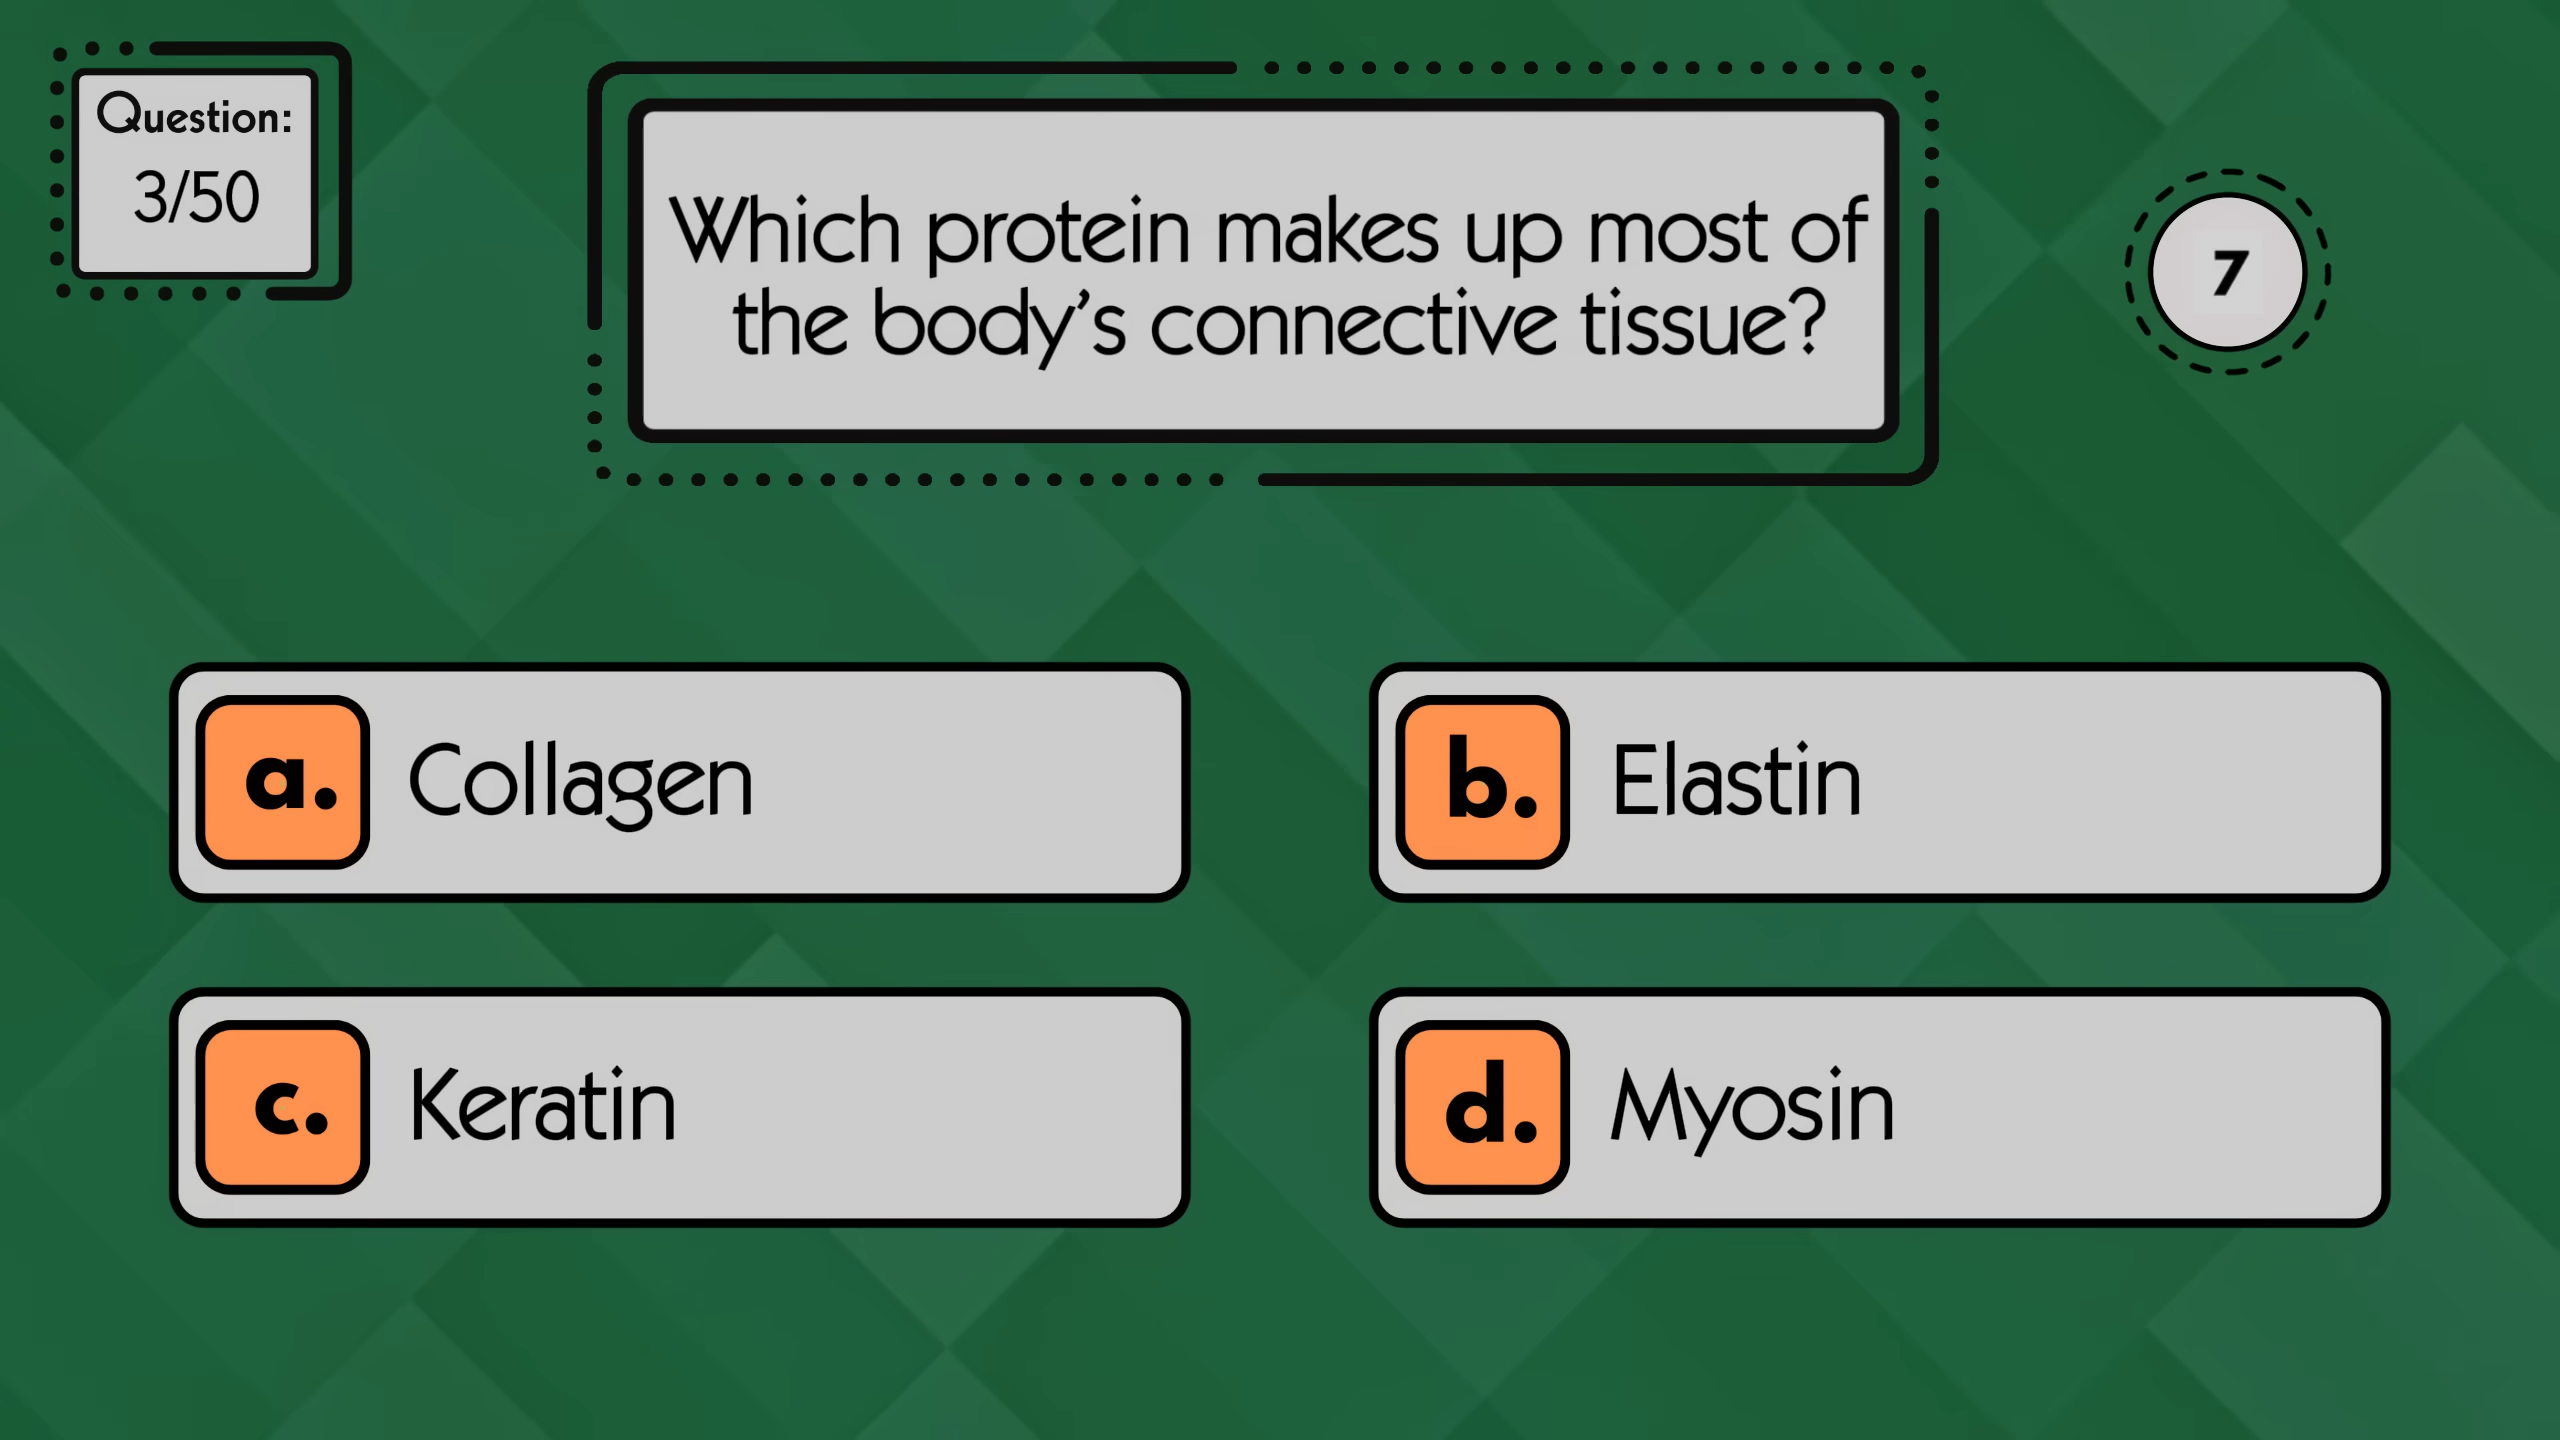 Question:
3/50
Which protein makes up most of
the body’s connective tissue?
7
a. Collagen
b. Elastin
c. Keratin
d. Myosin